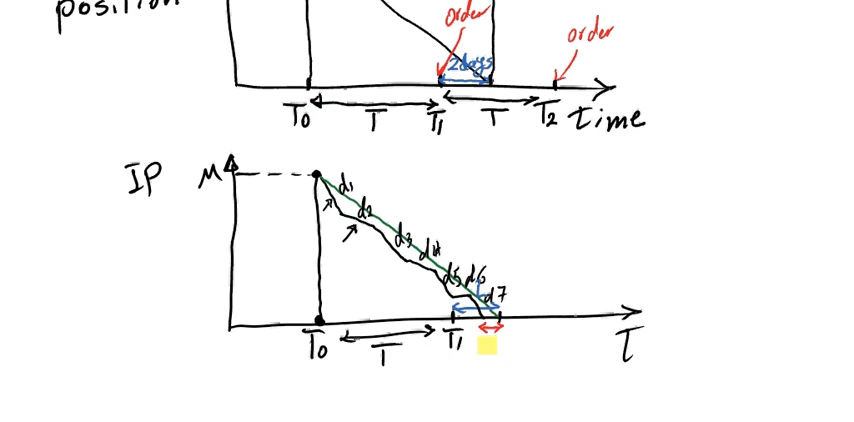 position
order
order
2days
T₀ T T₁ T T₂ time
IP M
d₁
d₂
d3
d4
d5 d6
d7
T₀ T T₁ T